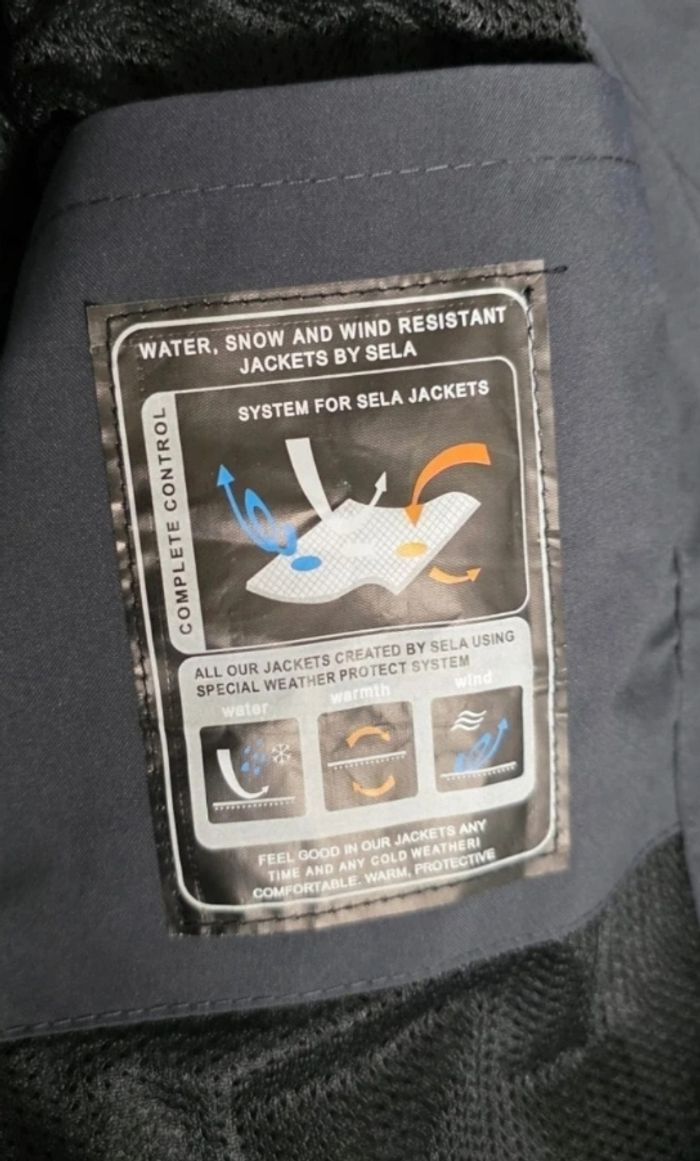 WATER, SNOW AND WIND RESISTANT
JACKETS BY SELA
SYSTEM FOR SELA JACKETS
COMPLETE CONTROL
ALL OUR JACKETS CREATED BY SELA USING
SPECIAL WEATHER PROTECT SYSTEM
water
warmth
wind
FEEL GOOD IN OUR JACKETS ANY
TIME AND ANY COLD WEATHER!
COMFORTABLE. WARM, PROTECTIVE